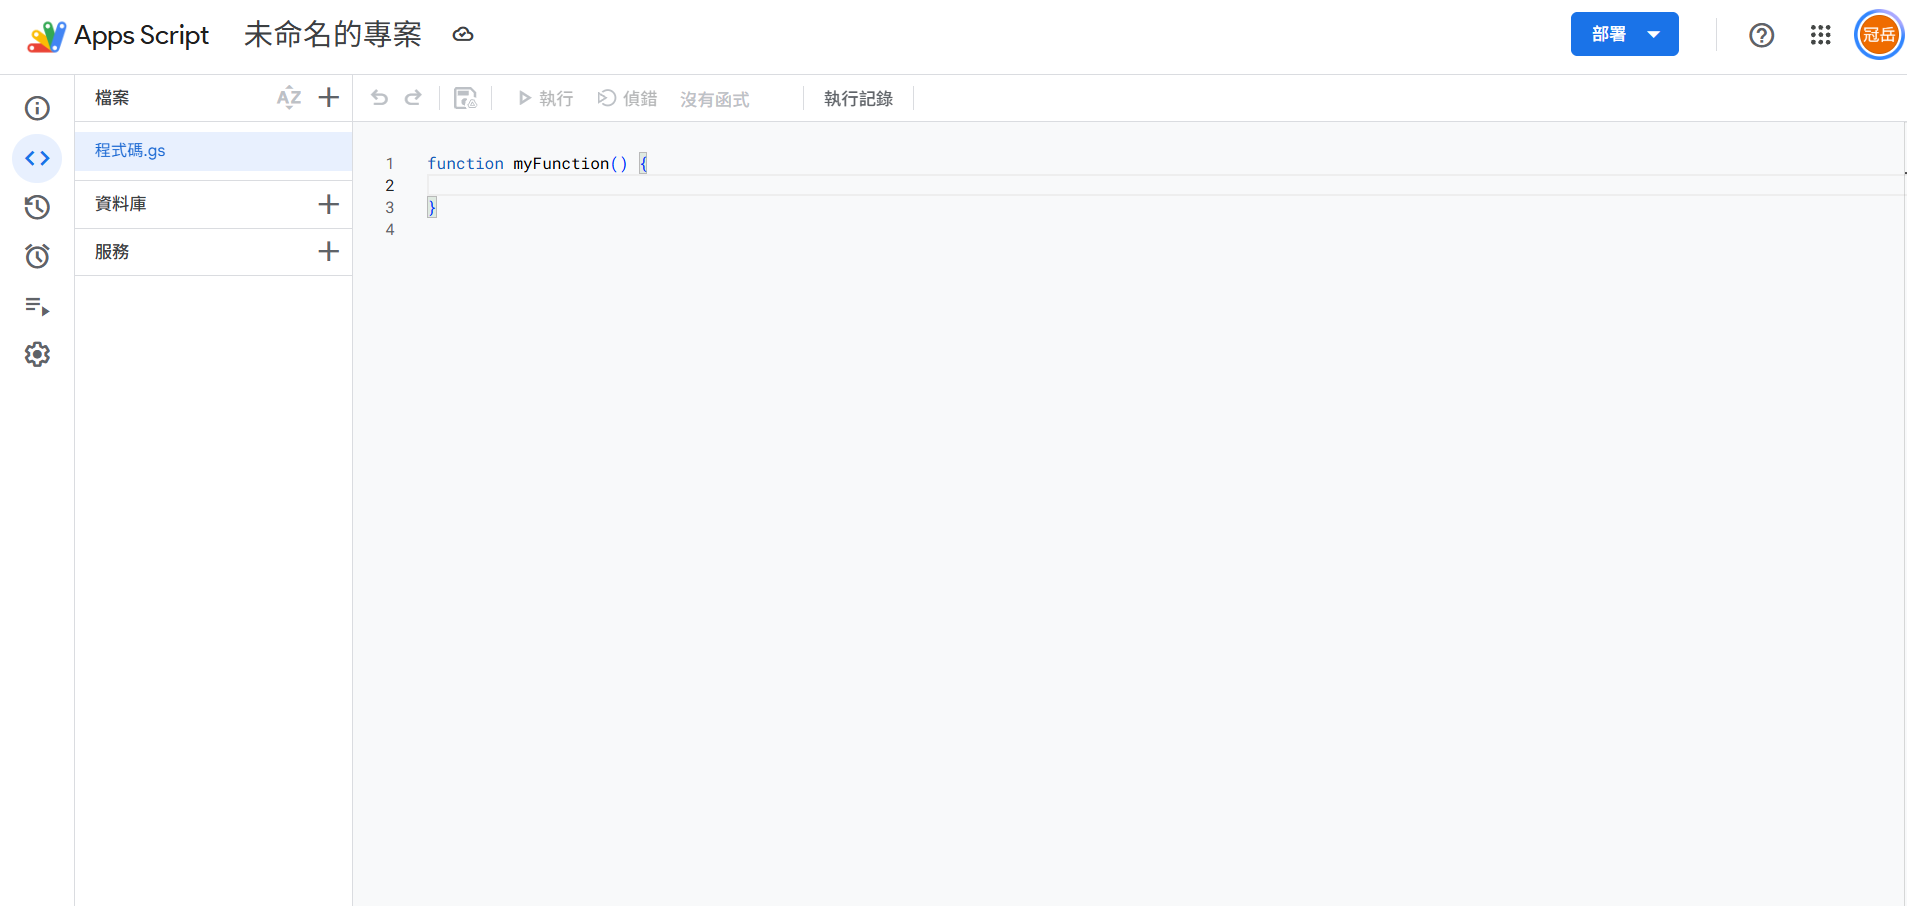 Apps Script 未命名的專案 部署 冠岳
檔案 AZ 執行 偵錯 沒有函式 執行記錄
程式碼.gs
資料庫
服務
1 function myFunction() {
2
3 }
4